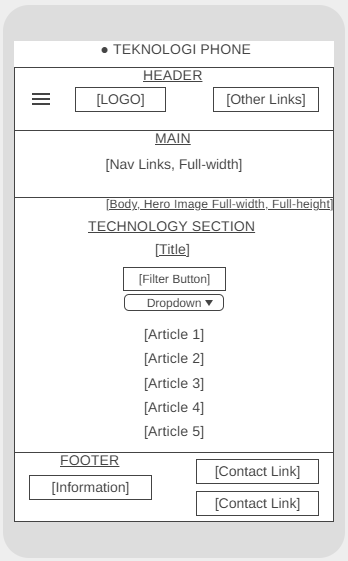 ● TEKNOLOGI PHONE
HEADER
[LOGO] [Other Links]
MAIN
[Nav Links, Full-width]
[Body, Hero Image Full-width, Full-height]
TECHNOLOGY SECTION
[Title]
[Filter Button]
Dropdown
[Article 1]
[Article 2]
[Article 3]
[Article 4]
[Article 5]
FOOTER
[Information]
[Contact Link]
[Contact Link]